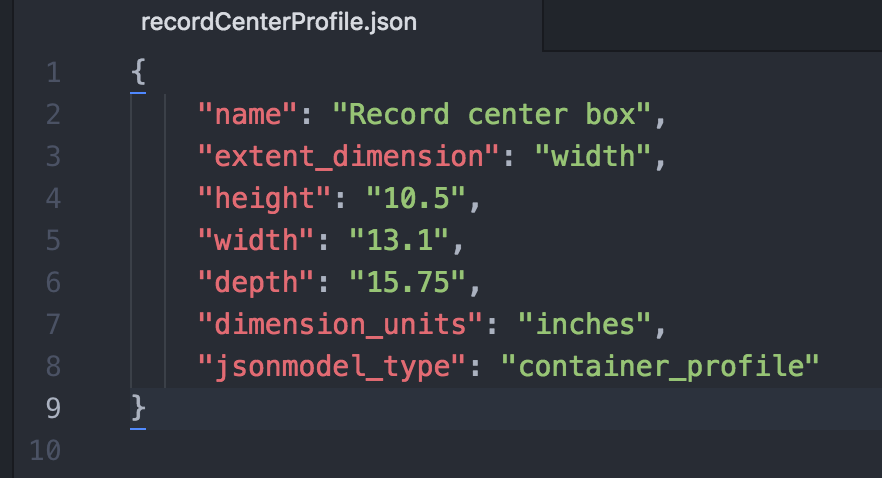 recordCenterProfile.json
1 {
2 "name": "Record center box",
3 "extent_dimension": "width",
4 "height": "10.5",
5 "width": "13.1",
6 "depth": "15.75",
7 "dimension_units": "inches",
8 "jsonmodel_type": "container_profile"
9 }
10